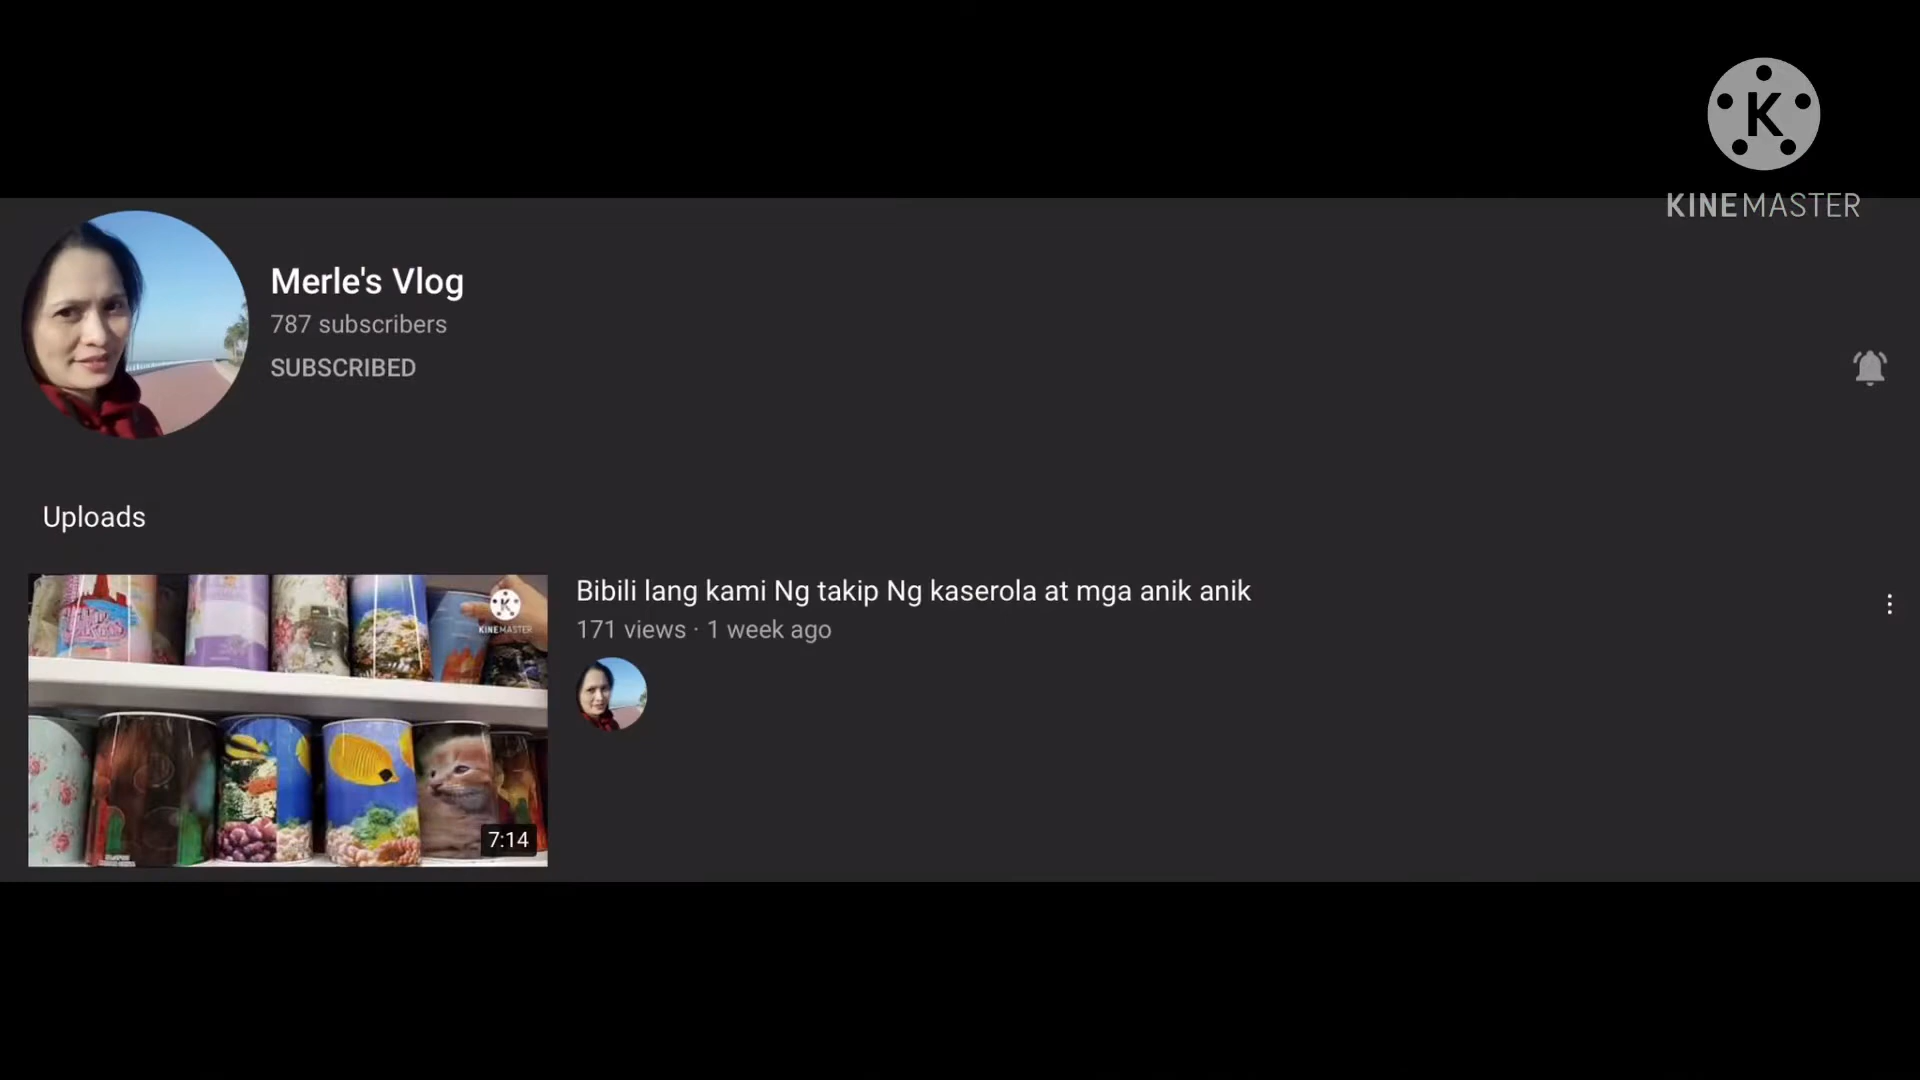 K
KINEMASTER
Merle's Vlog
787 subscribers
SUBSCRIBED
Uploads
Bibili lang kami Ng takip Ng kaserola at mga anik anik
171 views · 1 week ago
K
KINEMASTER
7:14